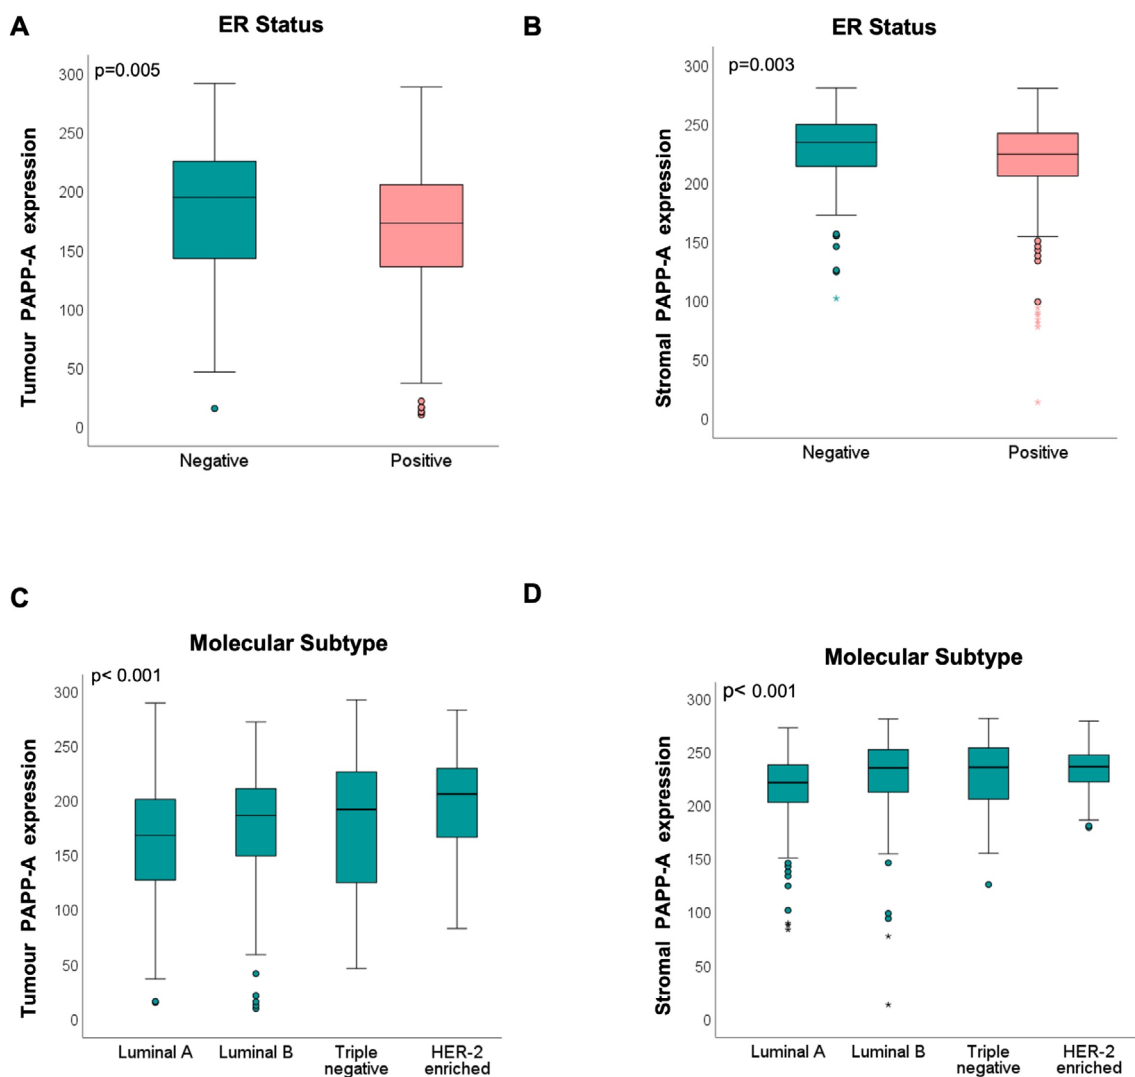 A
ER Status
p=0.005
Tumour PAPP-A expression
300
250
200
150
100
50
0
Negative
Positive
B
ER Status
p=0.003
Stromal PAPP-A expression
300
250
200
150
100
50
0
Negative
Positive
C
Molecular Subtype
p< 0.001
Tumour PAPP-A expression
300
250
200
150
100
50
0
Luminal A
Luminal B
Triple
negative
HER-2
enriched
D
Molecular Subtype
p< 0.001
Stromal PAPP-A expression
300
250
200
150
100
50
0
Luminal A
Luminal B
Triple
negative
HER-2
enriched